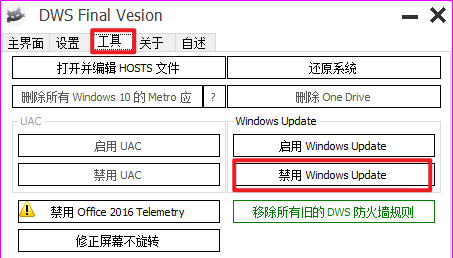 DWS Final Vesion
主界面 设置 工具 关于 自述
打开并编辑 HOSTS 文件 还原系统
删除所有 Windows 10 的 Metro 应 ? 删除 One Drive
UAC Windows Update
启用 UAC 启用 Windows Update
禁用 UAC 禁用 Windows Update
禁用 Office 2016 Telemetry 移除所有旧的 DWS 防火墙规则
修正屏幕不旋转